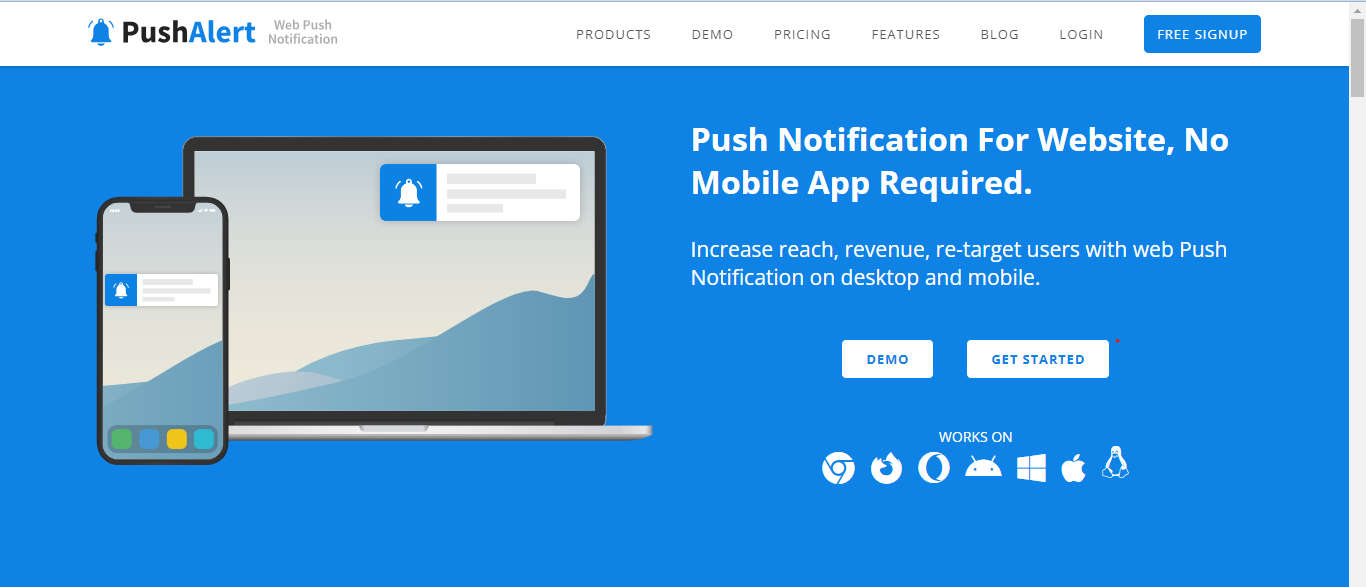 PushAlert
Web Push
Notification
PRODUCTS
DEMO
PRICING
FEATURES
BLOG
LOGIN
FREE SIGNUP
Push Notification For Website, No
Mobile App Required.
Increase reach, revenue, re-target users with web Push
Notification on desktop and mobile.
DEMO
GET STARTED
WORKS ON